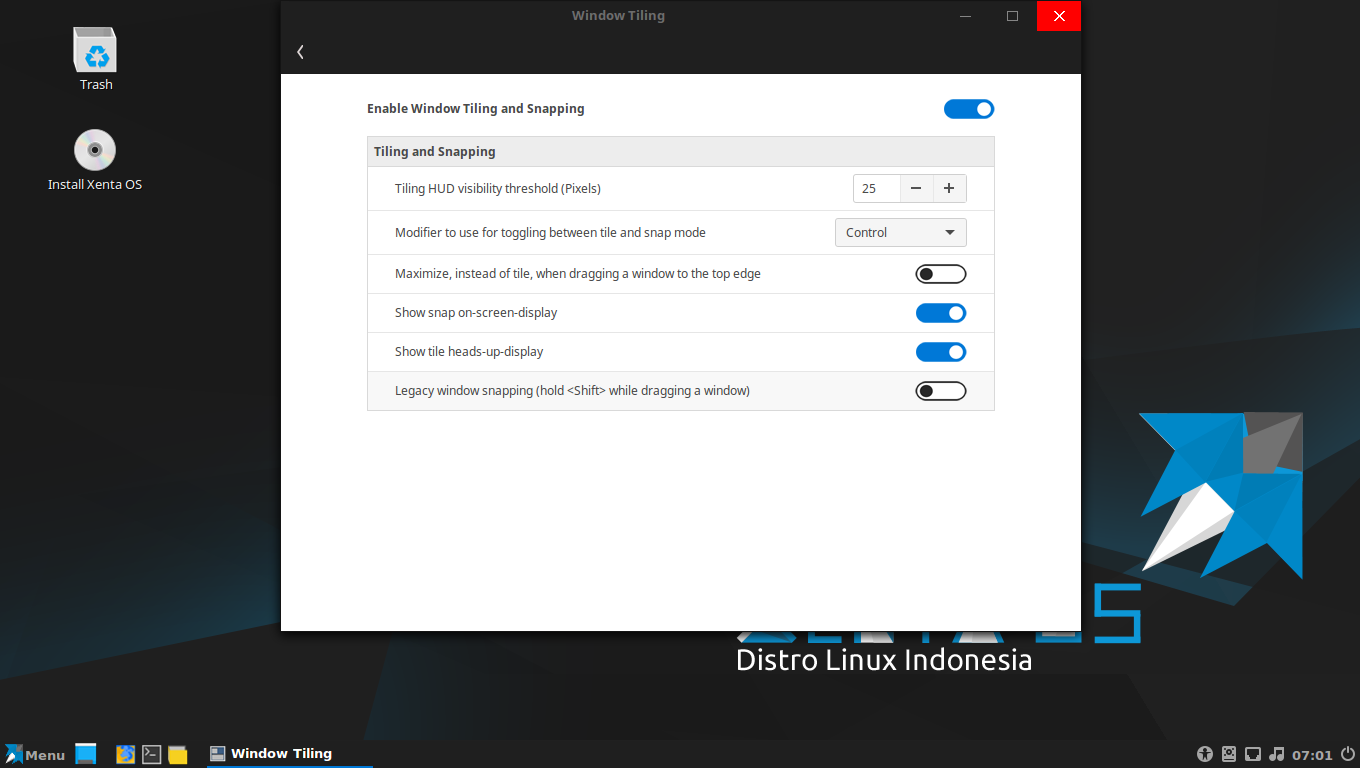 Window Tiling
Trash
Install Xenta OS
Enable Window Tiling and Snapping
Tiling and Snapping
Tiling HUD visibility threshold (Pixels)
25
Modifier to use for toggling between tile and snap mode
Control
Maximize, instead of tile, when dragging a window to the top edge
Show snap on-screen-display
Show tile heads-up-display
Legacy window snapping (hold <Shift> while dragging a window)
Distro Linux Indonesia
Menu
Window Tiling
07:01